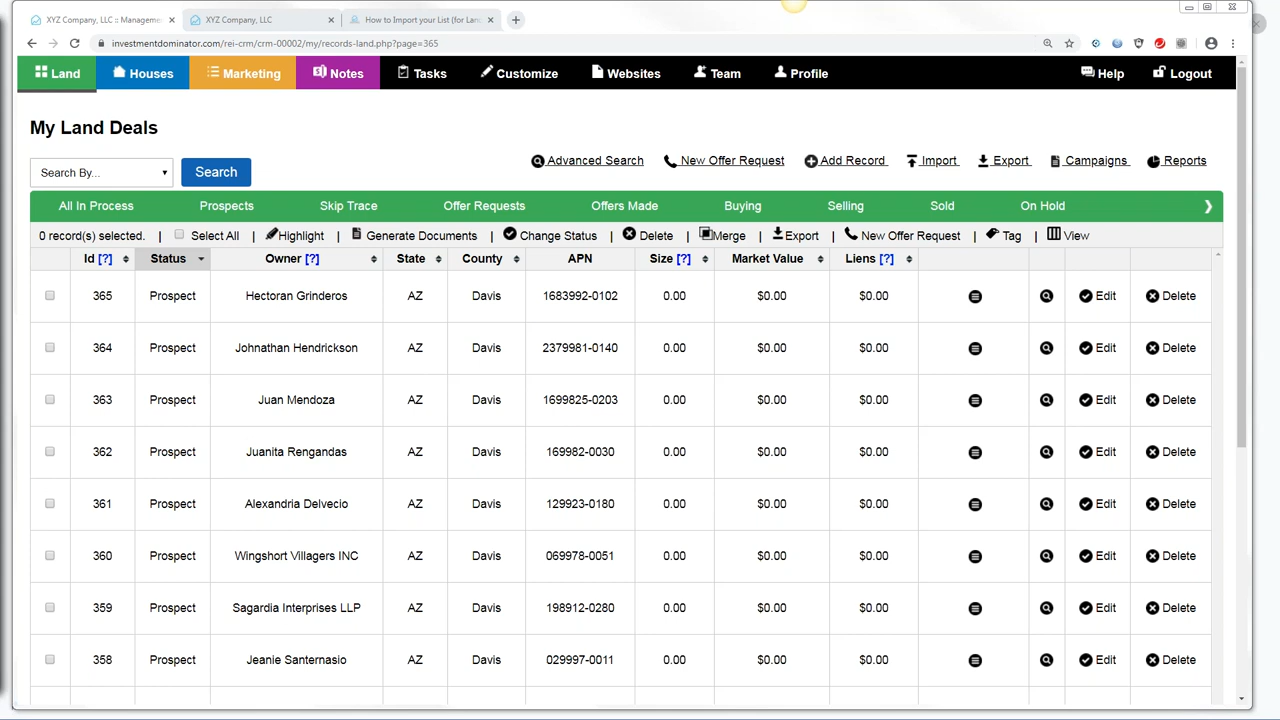 XYZ Company, LLC :: Manageme
XYZ Company, LLC
How to Import your List (for Lan
investmentdominator.com/rei-crm/crm-00002/my/records-land.php?page=365
Land Houses Marketing Notes Tasks Customize Websites Team Profile Help Logout
My Land Deals
Search By... Search Advanced Search New Offer Request Add Record Import Export Campaigns Reports
All In Process Prospects Skip Trace Offer Requests Offers Made Buying Selling Sold On Hold
0 record(s) selected. | Select All | Highlight | Generate Documents | Change Status | Delete | Merge | Export | New Offer Request | Tag | View
Id [?] Status Owner [?] State County APN Size [?] Market Value Liens [?]
365 Prospect Hectoran Grinderos AZ Davis 1683992-0102 0.00 $0.00 $0.00 Edit Delete
364 Prospect Johnathan Hendrickson AZ Davis 2379981-0140 0.00 $0.00 $0.00 Edit Delete
363 Prospect Juan Mendoza AZ Davis 1699825-0203 0.00 $0.00 $0.00 Edit Delete
362 Prospect Juanita Rengandas AZ Davis 169982-0030 0.00 $0.00 $0.00 Edit Delete
361 Prospect Alexandria Delvecio AZ Davis 129923-0180 0.00 $0.00 $0.00 Edit Delete
360 Prospect Wingshort Villagers INC AZ Davis 069978-0051 0.00 $0.00 $0.00 Edit Delete
359 Prospect Sagardia Interprises LLP AZ Davis 198912-0280 0.00 $0.00 $0.00 Edit Delete
358 Prospect Jeanie Santernasio AZ Davis 029997-0011 0.00 $0.00 $0.00 Edit Delete